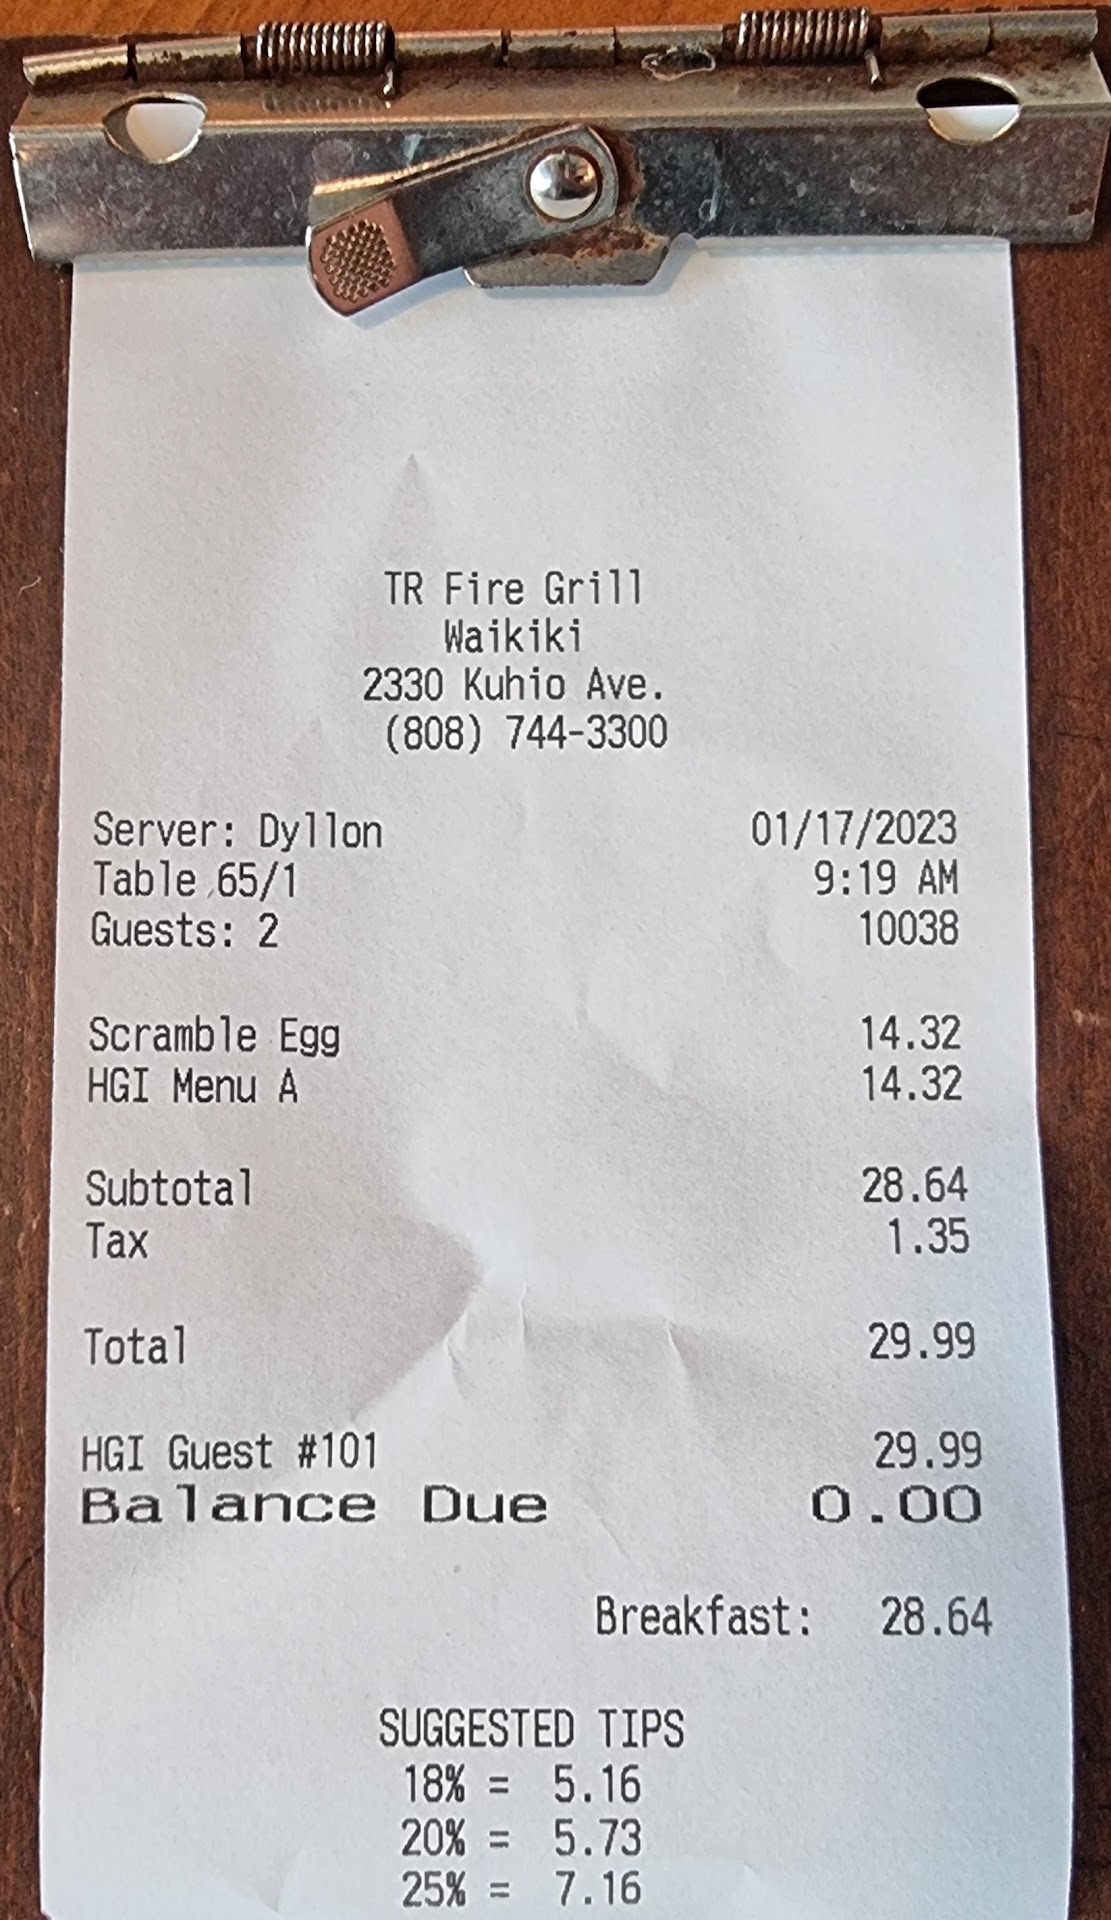 TR Fire Grill
Waikiki
2330 Kuhio Ave.
(808) 744-3300
Server: Dyllon 01/17/2023
Table 65/1 9:19 AM
Guests: 2 10038
Scramble Egg 14.32
HGI Menu A 14.32
Subtotal 28.64
Tax 1.35
Total 29.99
HGI Guest #101 29.99
Balance Due 0.00
Breakfast: 28.64
SUGGESTED TIPS
18% = 5.16
20% = 5.73
25% = 7.16